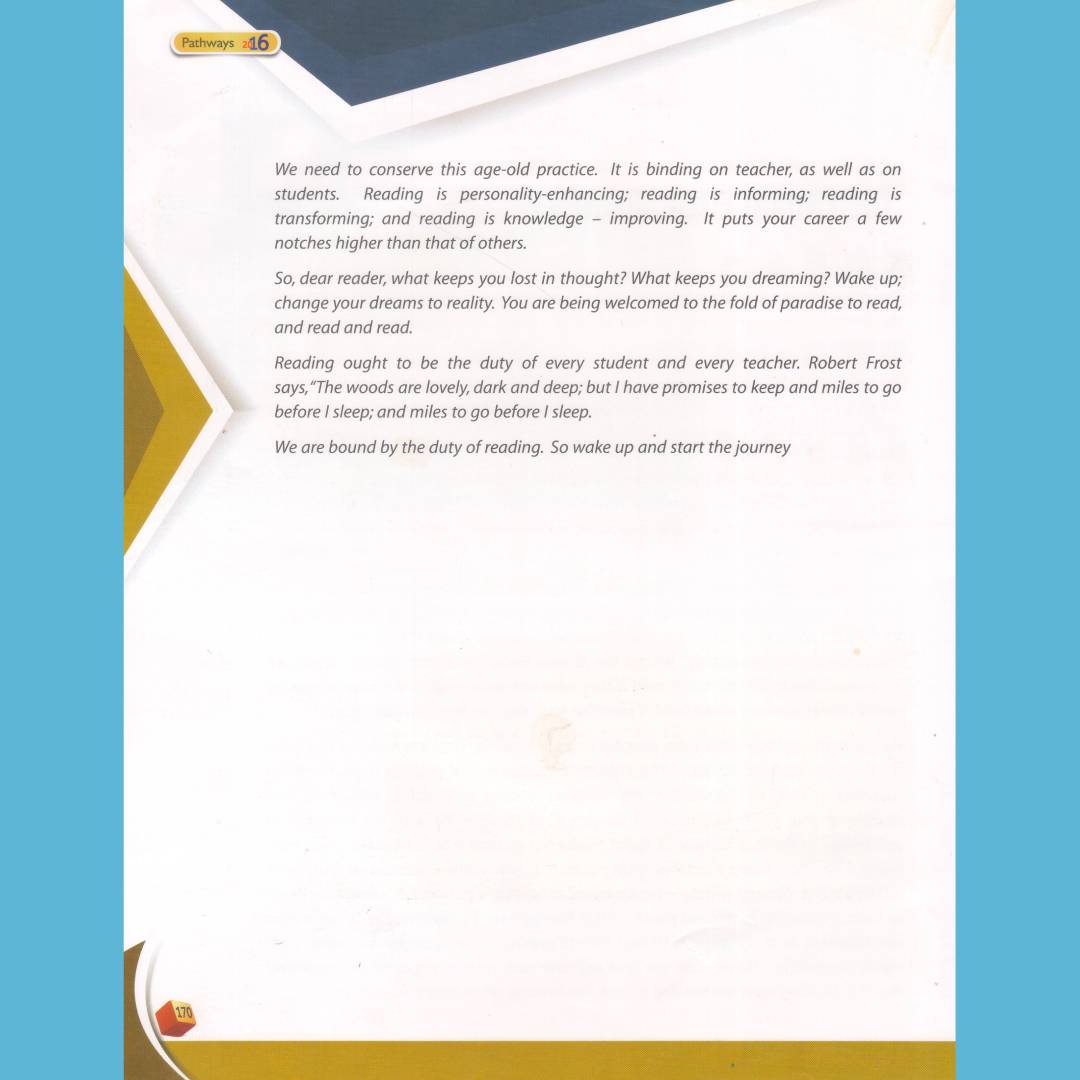 Pathways 2016
We need to conserve this age-old practice. It is binding on teacher, as well as on
students. Reading is personality-enhancing; reading is informing; reading is
transforming; and reading is knowledge – improving. It puts your career a few
notches higher than that of others.
So, dear reader, what keeps you lost in thought? What keeps you dreaming? Wake up;
change your dreams to reality. You are being welcomed to the fold of paradise to read,
and read and read.
Reading ought to be the duty of every student and every teacher. Robert Frost
says,“The woods are lovely, dark and deep; but I have promises to keep and miles to go
before I sleep; and miles to go before I sleep.
We are bound by the duty of reading. So wake up and start the journey
170